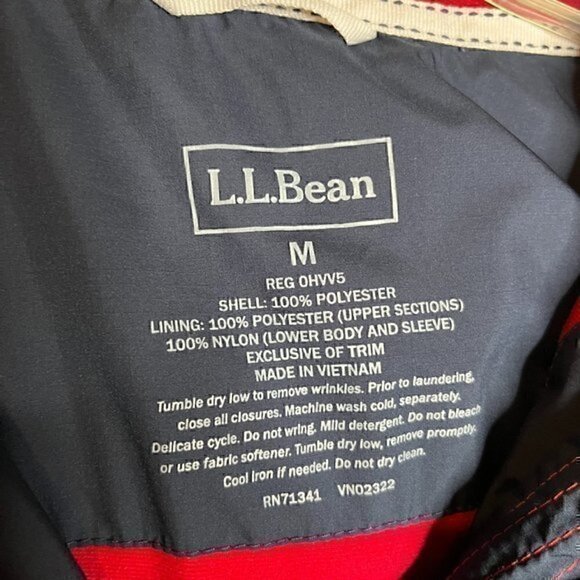 L.L.Bean
M
REG 0HVV5
SHELL: 100% POLYESTER
LINING: 100% POLYESTER (UPPER SECTIONS)
100% NYLON (LOWER BODY AND SLEEVE)
EXCLUSIVE OF TRIM
MADE IN VIETNAM
Tumble dry low to remove wrinkles. Prior to laundering,
close all closures. Machine wash cold, separately.
Delicate cycle. Do not wring. Mild detergent. Do not bleach
or use fabric softener. Tumble dry low, remove promptly.
Cool iron if needed. Do not dry clean.
RN71341 VN02322